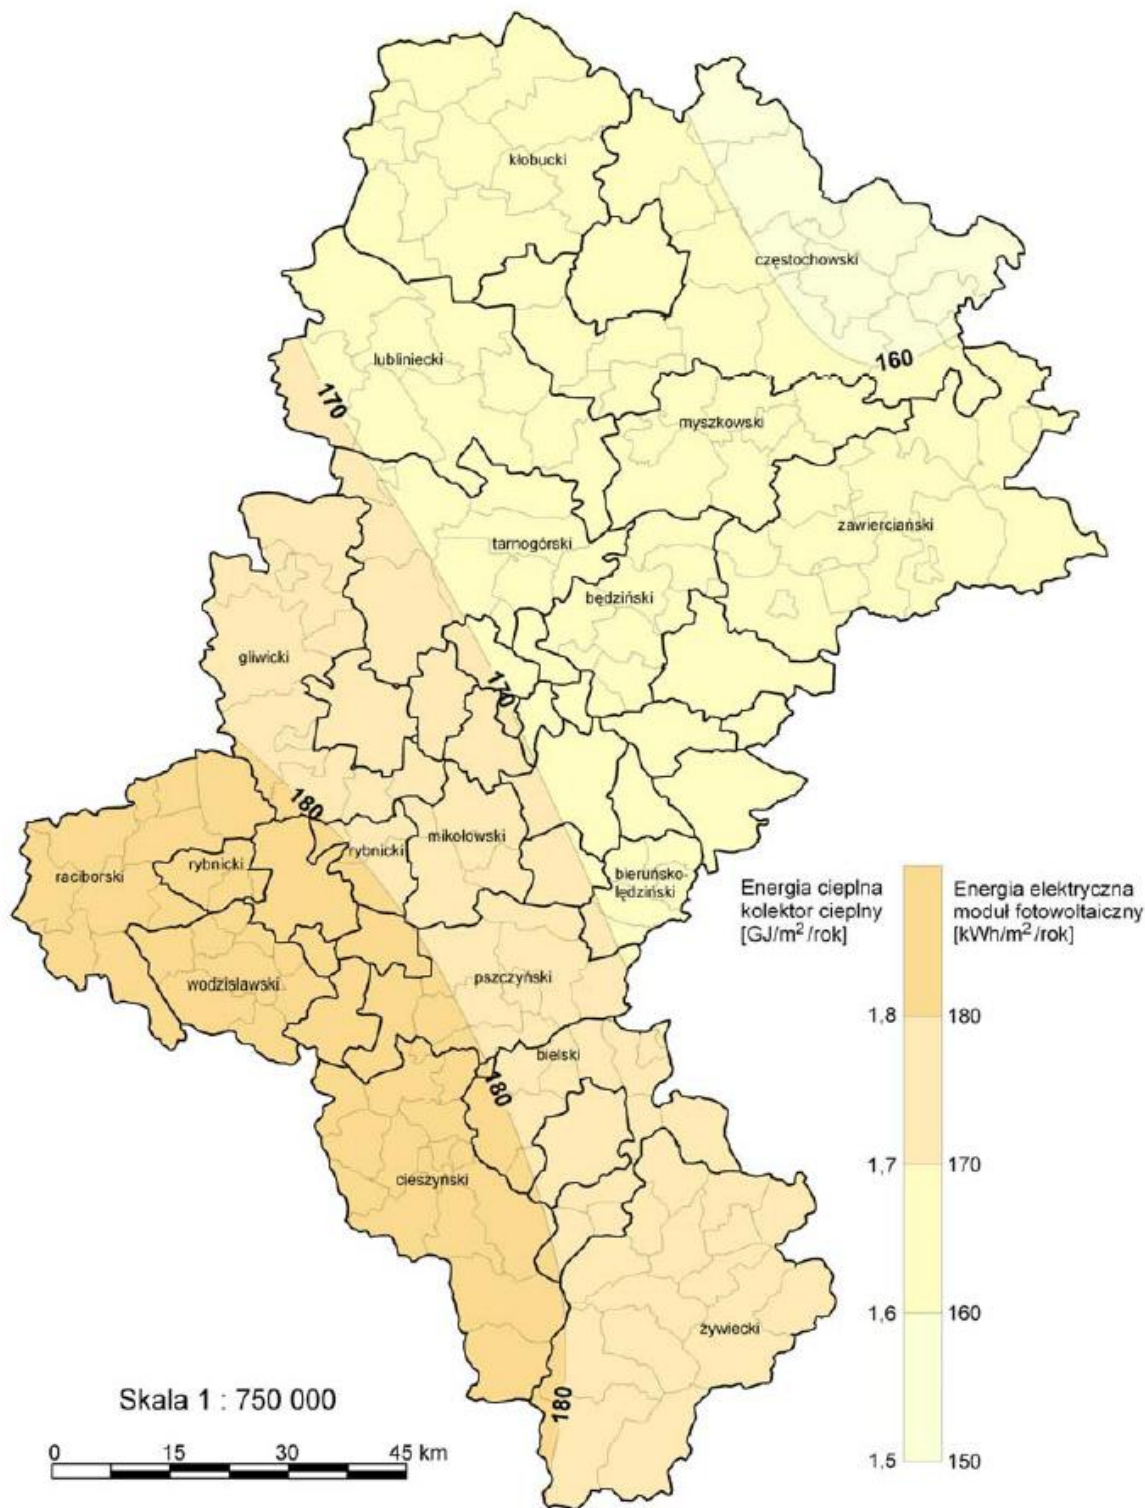 kłobucki
częstochowski
160
lubliniecki
170
myszkowski
zawierciański
tarnogórski
będziński
gliwicki
170
180
mikołowski
rybnicki
rybnicki
raciborski
bieruńsko-
lędziński
wodzisławski
pszczyński
bielski
180
cieszyński
żywiecki
180
Energia cieplna
kolektor cieplny
[GJ/m²/rok]
Energia elektryczna
moduł fotowoltaiczny
[kWh/m²/rok]
1,8 180
1,7 170
1,6 160
1,5 150
Skala 1 : 750 000
0 15 30 45 km